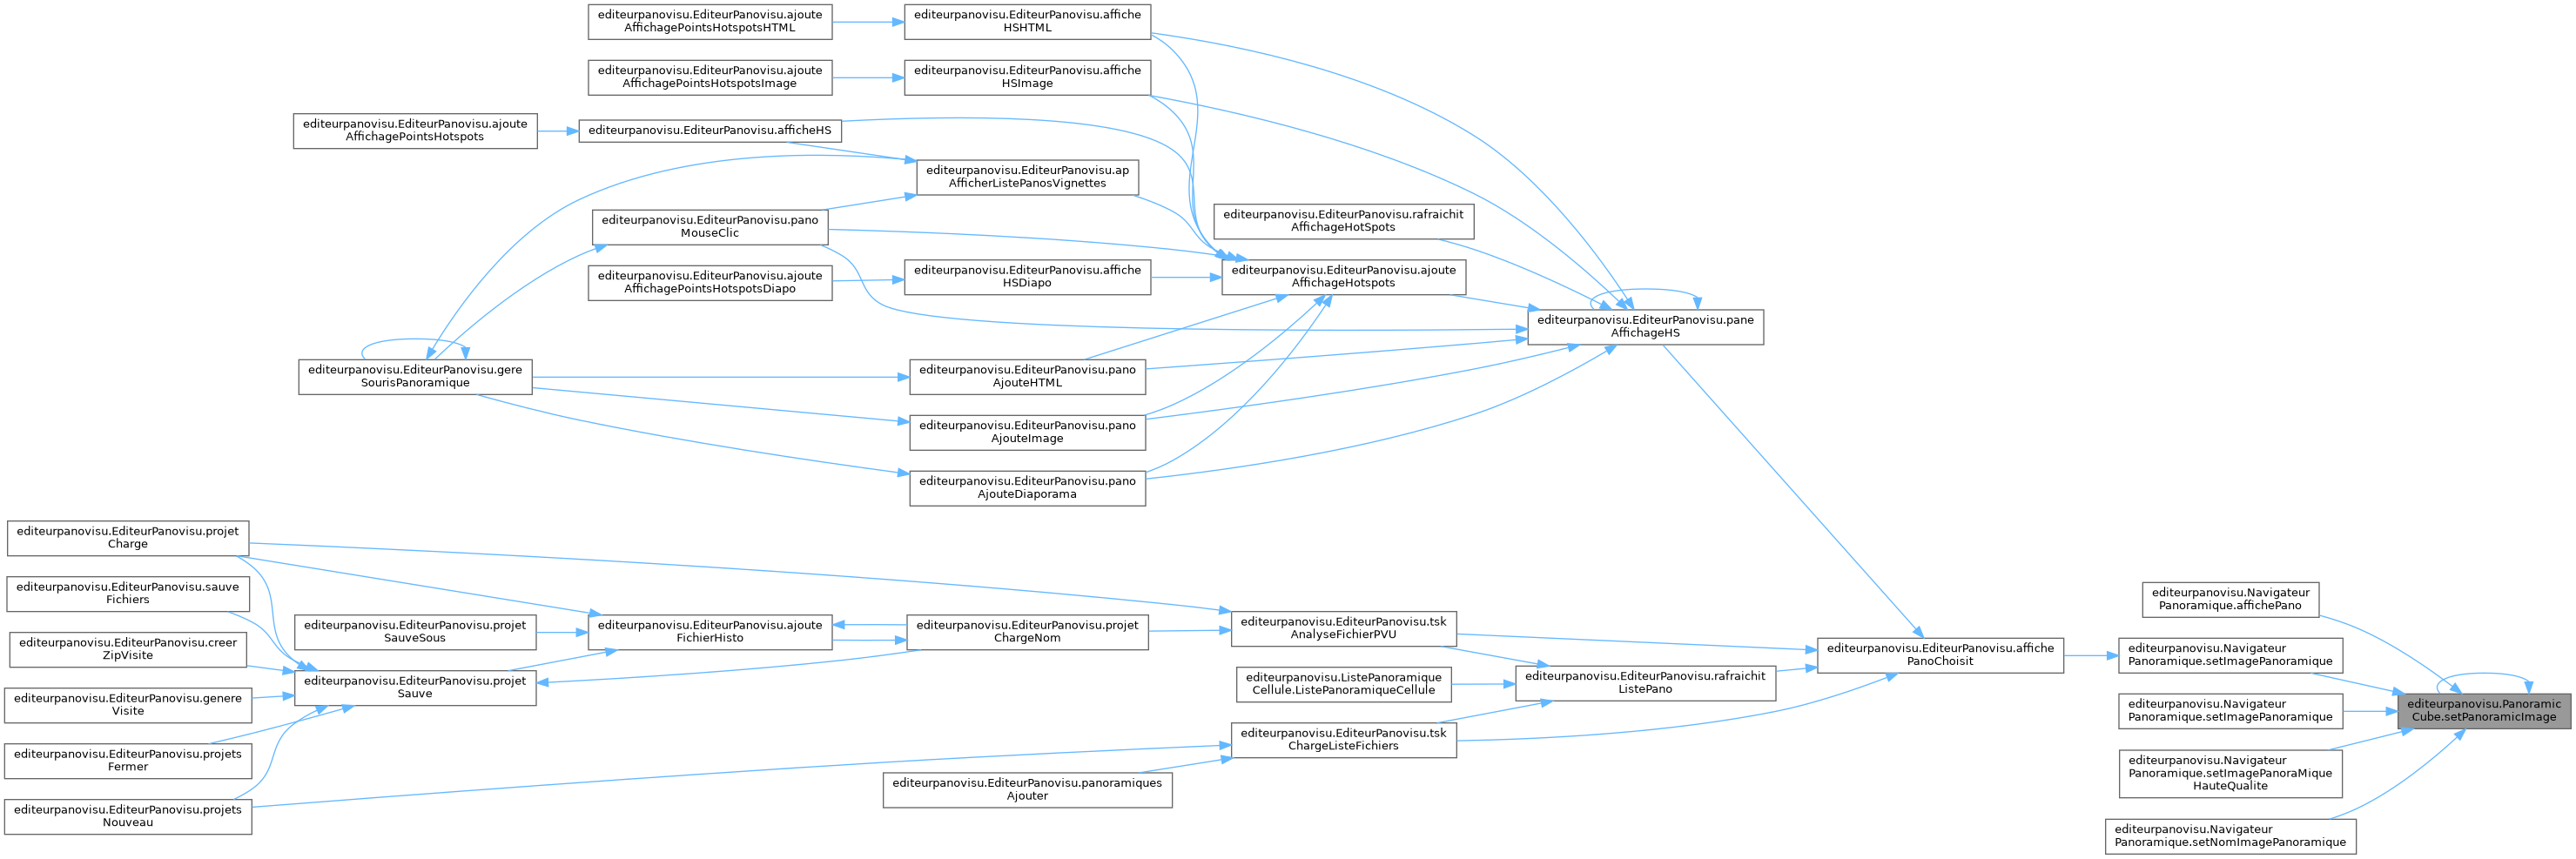 editeurpanovisu.EditeurPanovisu.ajoute
AffichagePointsHotspotsHTML
editeurpanovisu.EditeurPanovisu.affiche
HSHTML
editeurpanovisu.EditeurPanovisu.ajoute
AffichagePointsHotspotsImage
editeurpanovisu.EditeurPanovisu.affiche
HSImage
editeurpanovisu.EditeurPanovisu.ajoute
AffichagePointsHotspots
editeurpanovisu.EditeurPanovisu.afficheHS
editeurpanovisu.EditeurPanovisu.ap
AfficherListePanosVignettes
editeurpanovisu.EditeurPanovisu.pano
MouseClic
editeurpanovisu.EditeurPanovisu.rafraichit
AffichageHotSpots
editeurpanovisu.EditeurPanovisu.ajoute
AffichagePointsHotspotsDiapo
editeurpanovisu.EditeurPanovisu.affiche
HSDiapo
editeurpanovisu.EditeurPanovisu.ajoute
AffichageHotspots
editeurpanovisu.EditeurPanovisu.pane
AffichageHS
editeurpanovisu.EditeurPanovisu.gere
SourisPanoramique
editeurpanovisu.EditeurPanovisu.pano
AjouteHTML
editeurpanovisu.EditeurPanovisu.pano
AjouteImage
editeurpanovisu.EditeurPanovisu.pano
AjouteDiaporama
editeurpanovisu.EditeurPanovisu.projet
Charge
editeurpanovisu.EditeurPanovisu.sauve
Fichiers
editeurpanovisu.EditeurPanovisu.creer
ZipVisite
editeurpanovisu.EditeurPanovisu.genere
Visite
editeurpanovisu.EditeurPanovisu.projets
Fermer
editeurpanovisu.EditeurPanovisu.projets
Nouveau
editeurpanovisu.EditeurPanovisu.projet
SauveSous
editeurpanovisu.EditeurPanovisu.projet
Sauve
editeurpanovisu.EditeurPanovisu.ajoute
FichierHisto
editeurpanovisu.EditeurPanovisu.projet
ChargeNom
editeurpanovisu.EditeurPanovisu.panoramiques
Ajouter
editeurpanovisu.EditeurPanovisu.tsk
AnalyseFichierPVU
editeurpanovisu.ListePanoramique
Cellule.ListePanoramiqueCellule
editeurpanovisu.EditeurPanovisu.tsk
ChargeListeFichiers
editeurpanovisu.EditeurPanovisu.rafraichit
ListePano
editeurpanovisu.EditeurPanovisu.affiche
PanoChoisit
editeurpanovisu.Navigateur
Panoramique.affichePano
editeurpanovisu.Navigateur
Panoramique.setImagePanoramique
editeurpanovisu.Navigateur
Panoramique.setImagePanoramique
editeurpanovisu.Navigateur
Panoramique.setImagePanoraMique
HauteQualite
editeurpanovisu.Navigateur
Panoramique.setNomImagePanoramique
editeurpanovisu.Panoramic
Cube.setPanoramicImage